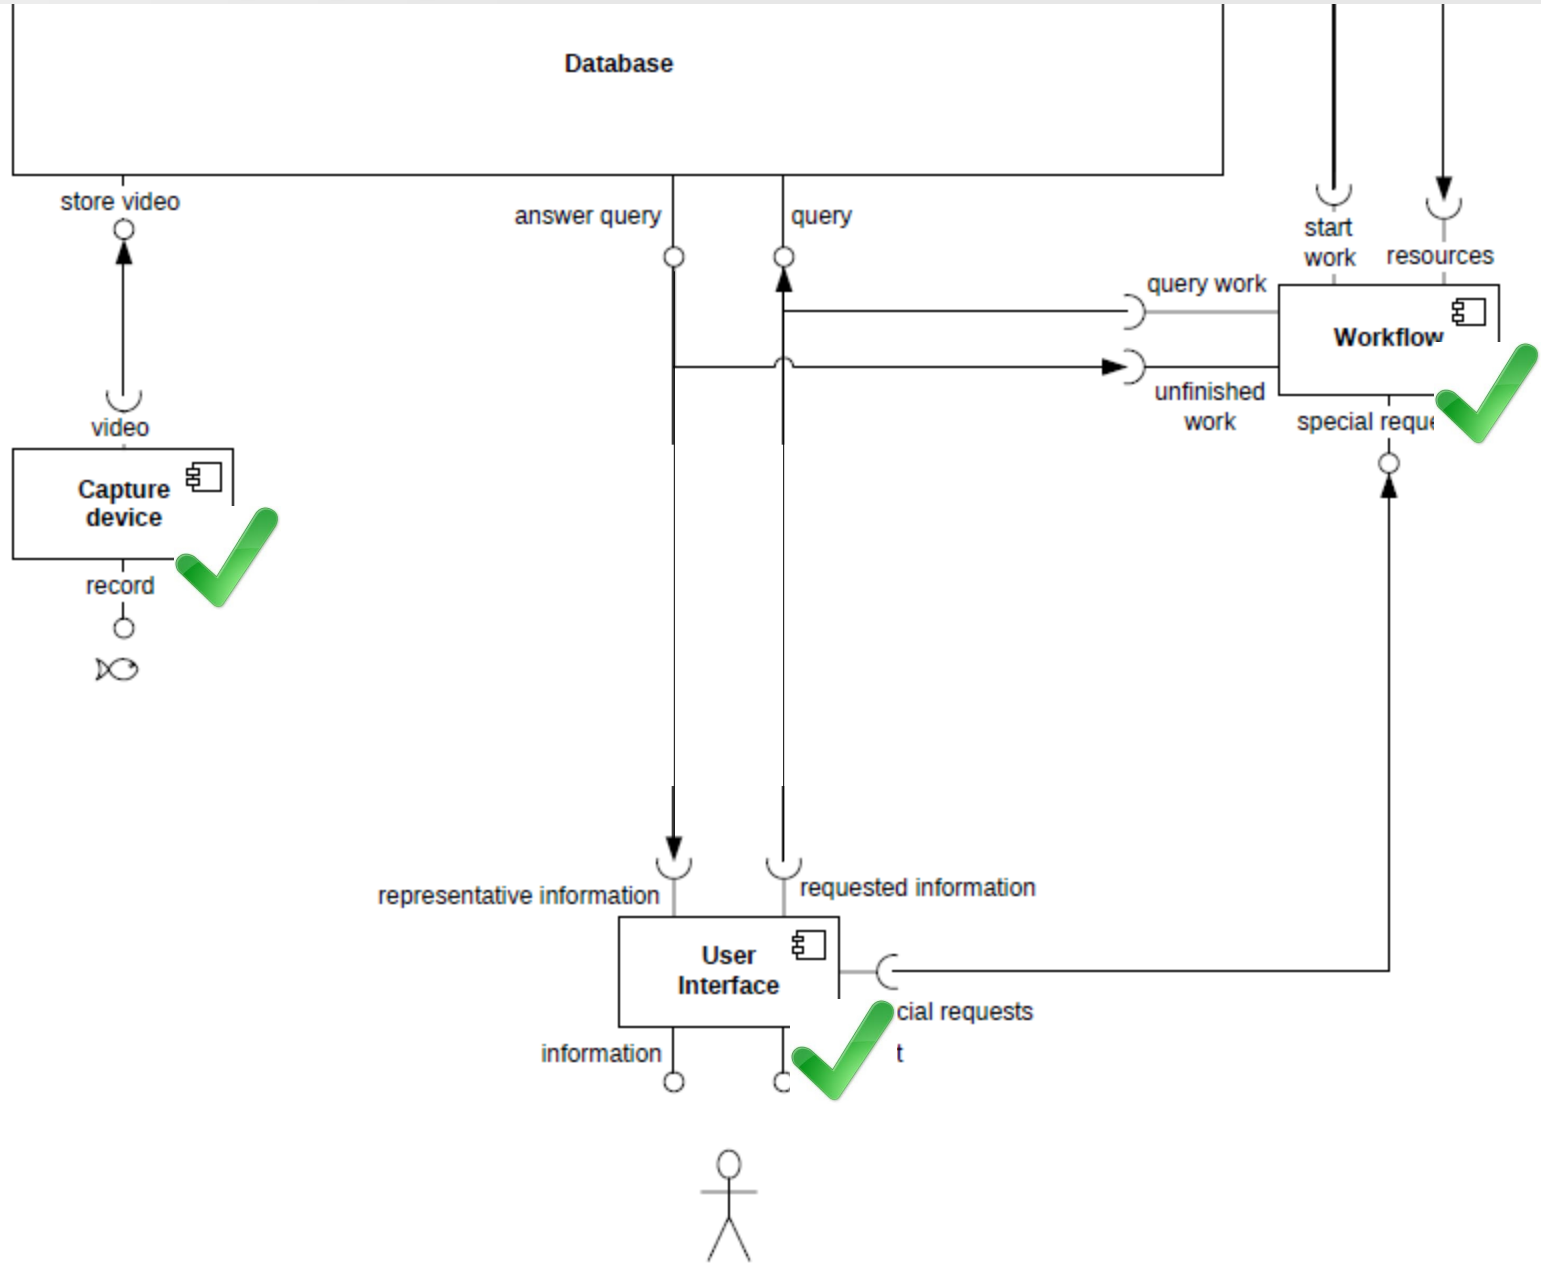 Database
store video
answer query
query
start
work
resources
query work
Workflow
unfinished
work
special reque
video
Capture
device
record
representative information
requested information
User
Interface
cial requests
information
t